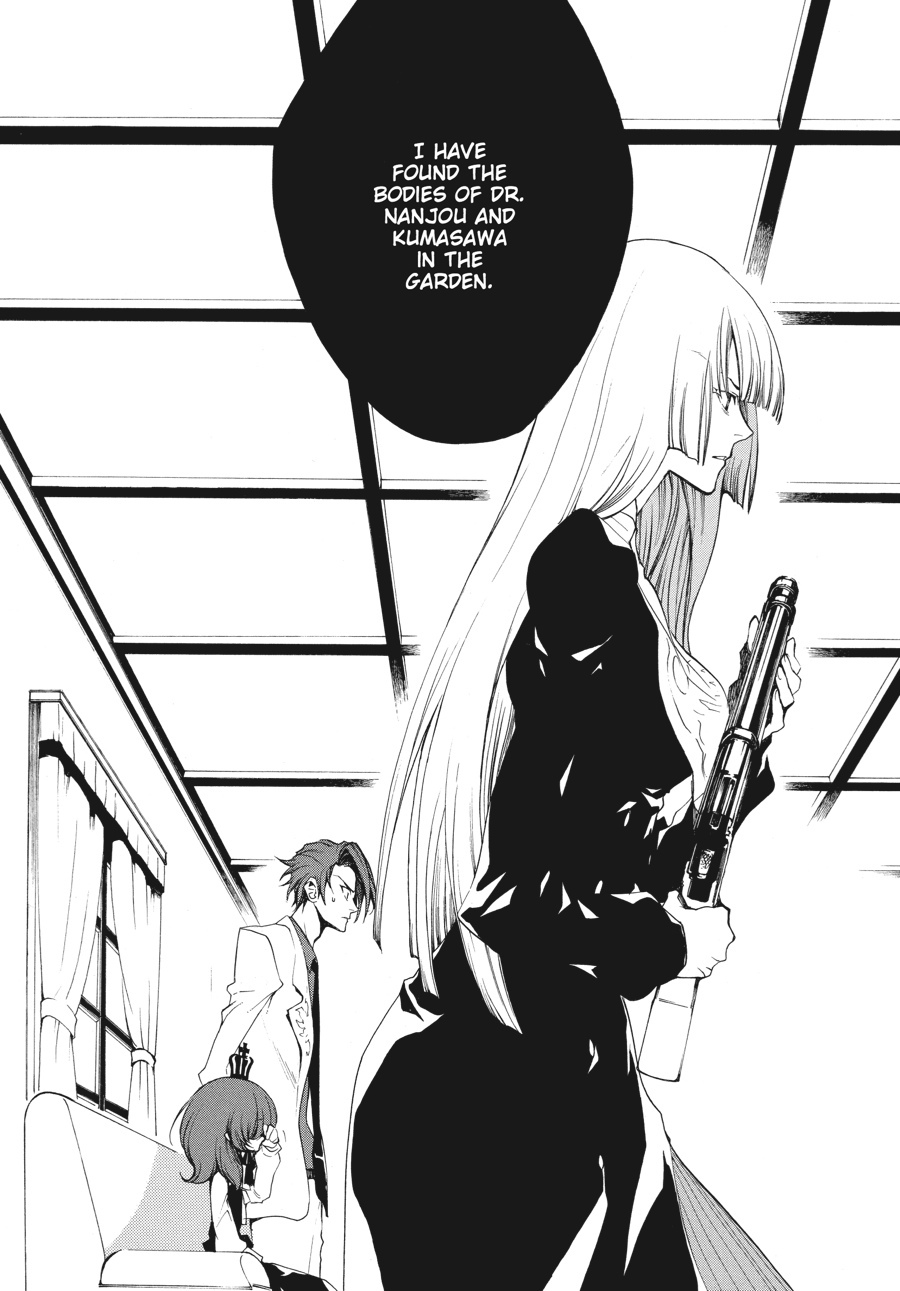 I HAVE
FOUND THE
BODIES OF DR.
NANJOU AND
KUMASAWA
IN THE
GARDEN.